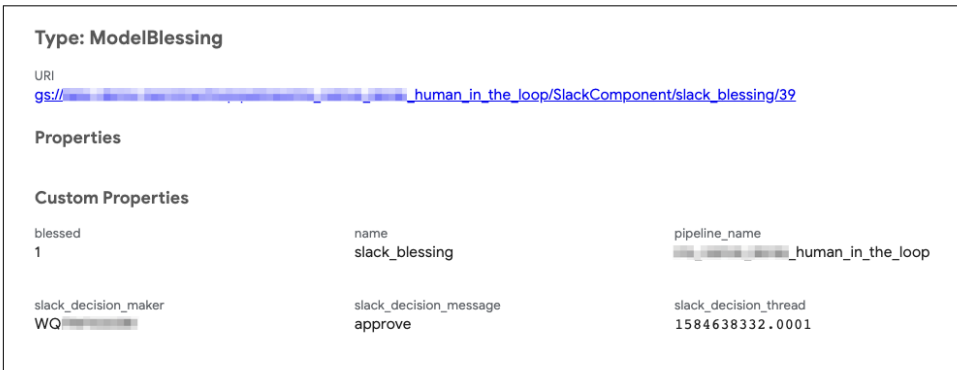 Type: ModelBlessing
URI
gs:// _human_in_the_loop/SlackComponent/slack_blessing/39
Properties
Custom Properties
blessed name pipeline_name
1 slack_blessing _human_in_the_loop
slack_decision_maker slack_decision_message slack_decision_thread
WQ approve 1584638332.0001